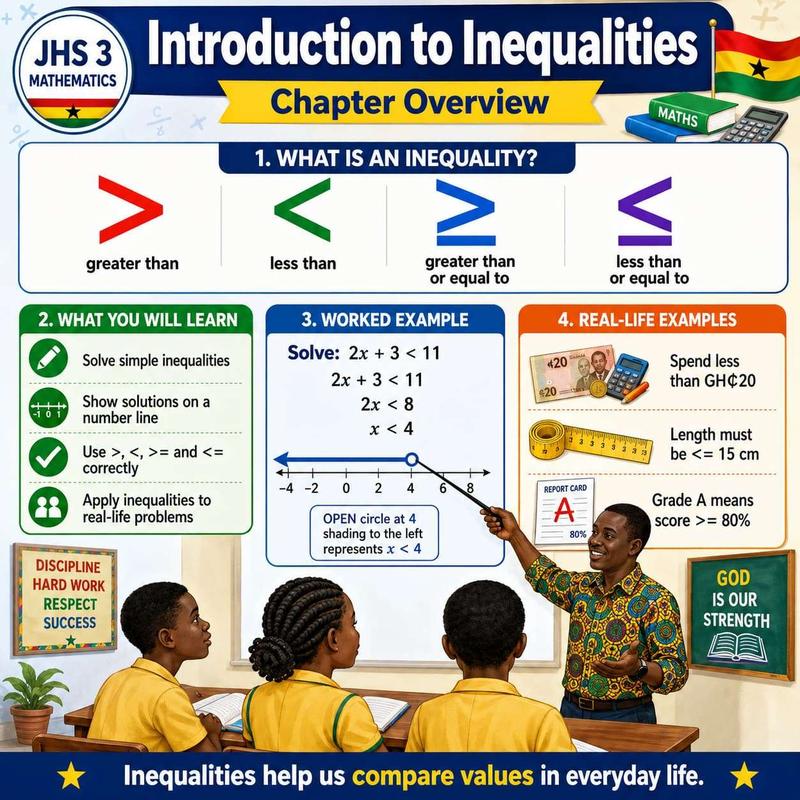 JHS 3
MATHEMATICS
Introduction to Inequalities
Chapter Overview
MATHS
1. WHAT IS AN INEQUALITY?
>
<
≥
≤
greater than
less than
greater than
or equal to
less than
or equal to
2. WHAT YOU WILL LEARN
Solve simple inequalities
-1 0 1
Show solutions on a
number line
Use >, <, >= and <=
correctly
Apply inequalities to
real-life problems
3. WORKED EXAMPLE
Solve: 2x + 3 < 11
2x + 3 < 11
2x < 8
x < 4
-4 -2 0 2 4 6 8
OPEN circle at 4
shading to the left
represents x < 4
4. REAL-LIFE EXAMPLES
₵20
₵20
Spend less
than GH₵20
Length must
be <= 15 cm
REPORT CARD
A
80%
Grade A means
score >= 80%
DISCIPLINE
HARD WORK
RESPECT
SUCCESS
GOD
IS OUR
STRENGTH
Inequalities help us compare values in everyday life.